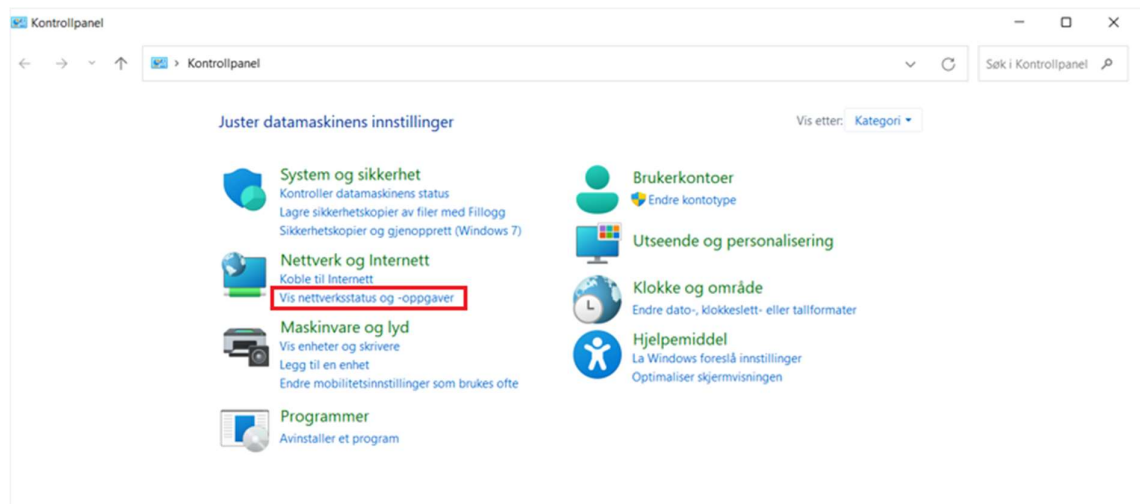 Kontrollpanel
Kontrollpanel
Søk i Kontrollpanel
Juster datamaskinens innstillinger
Vis etter: Kategori
System og sikkerhet
Kontroller datamaskinens status
Lagre sikkerhetskopier av filer med Fillogg
Sikkerhetskopier og gjenopprett (Windows 7)
Nettverk og Internett
Koble til Internett
Vis nettverksstatus og -oppgaver
Maskinvare og lyd
Vis enheter og skrivere
Legg til en enhet
Endre mobilitetsinnstillinger som brukes ofte
Programmer
Avinstaller et program
Brukerkontoer
Endre kontotype
Utseende og personalisering
Klokke og område
Endre dato-, klokkeslett- eller tallformater
Hjelpemiddel
La Windows foreslå innstillinger
Optimaliser skjermvisningen